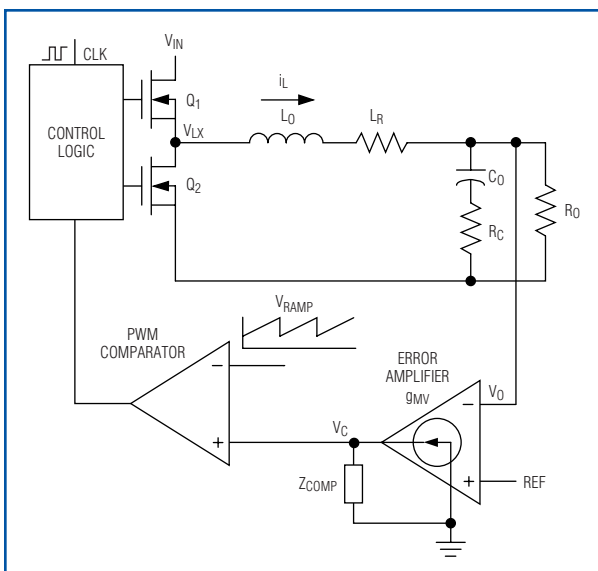 CLK
CONTROL
LOGIC
V_IN
Q_1
V_LX
Q_2
i_L
L_O
L_R
C_O
R_C
R_O
V_RAMP
PWM
COMPARATOR
−
+
V_C
Z_COMP
ERROR
AMPLIFIER
g_MV
−
+
V_O
REF